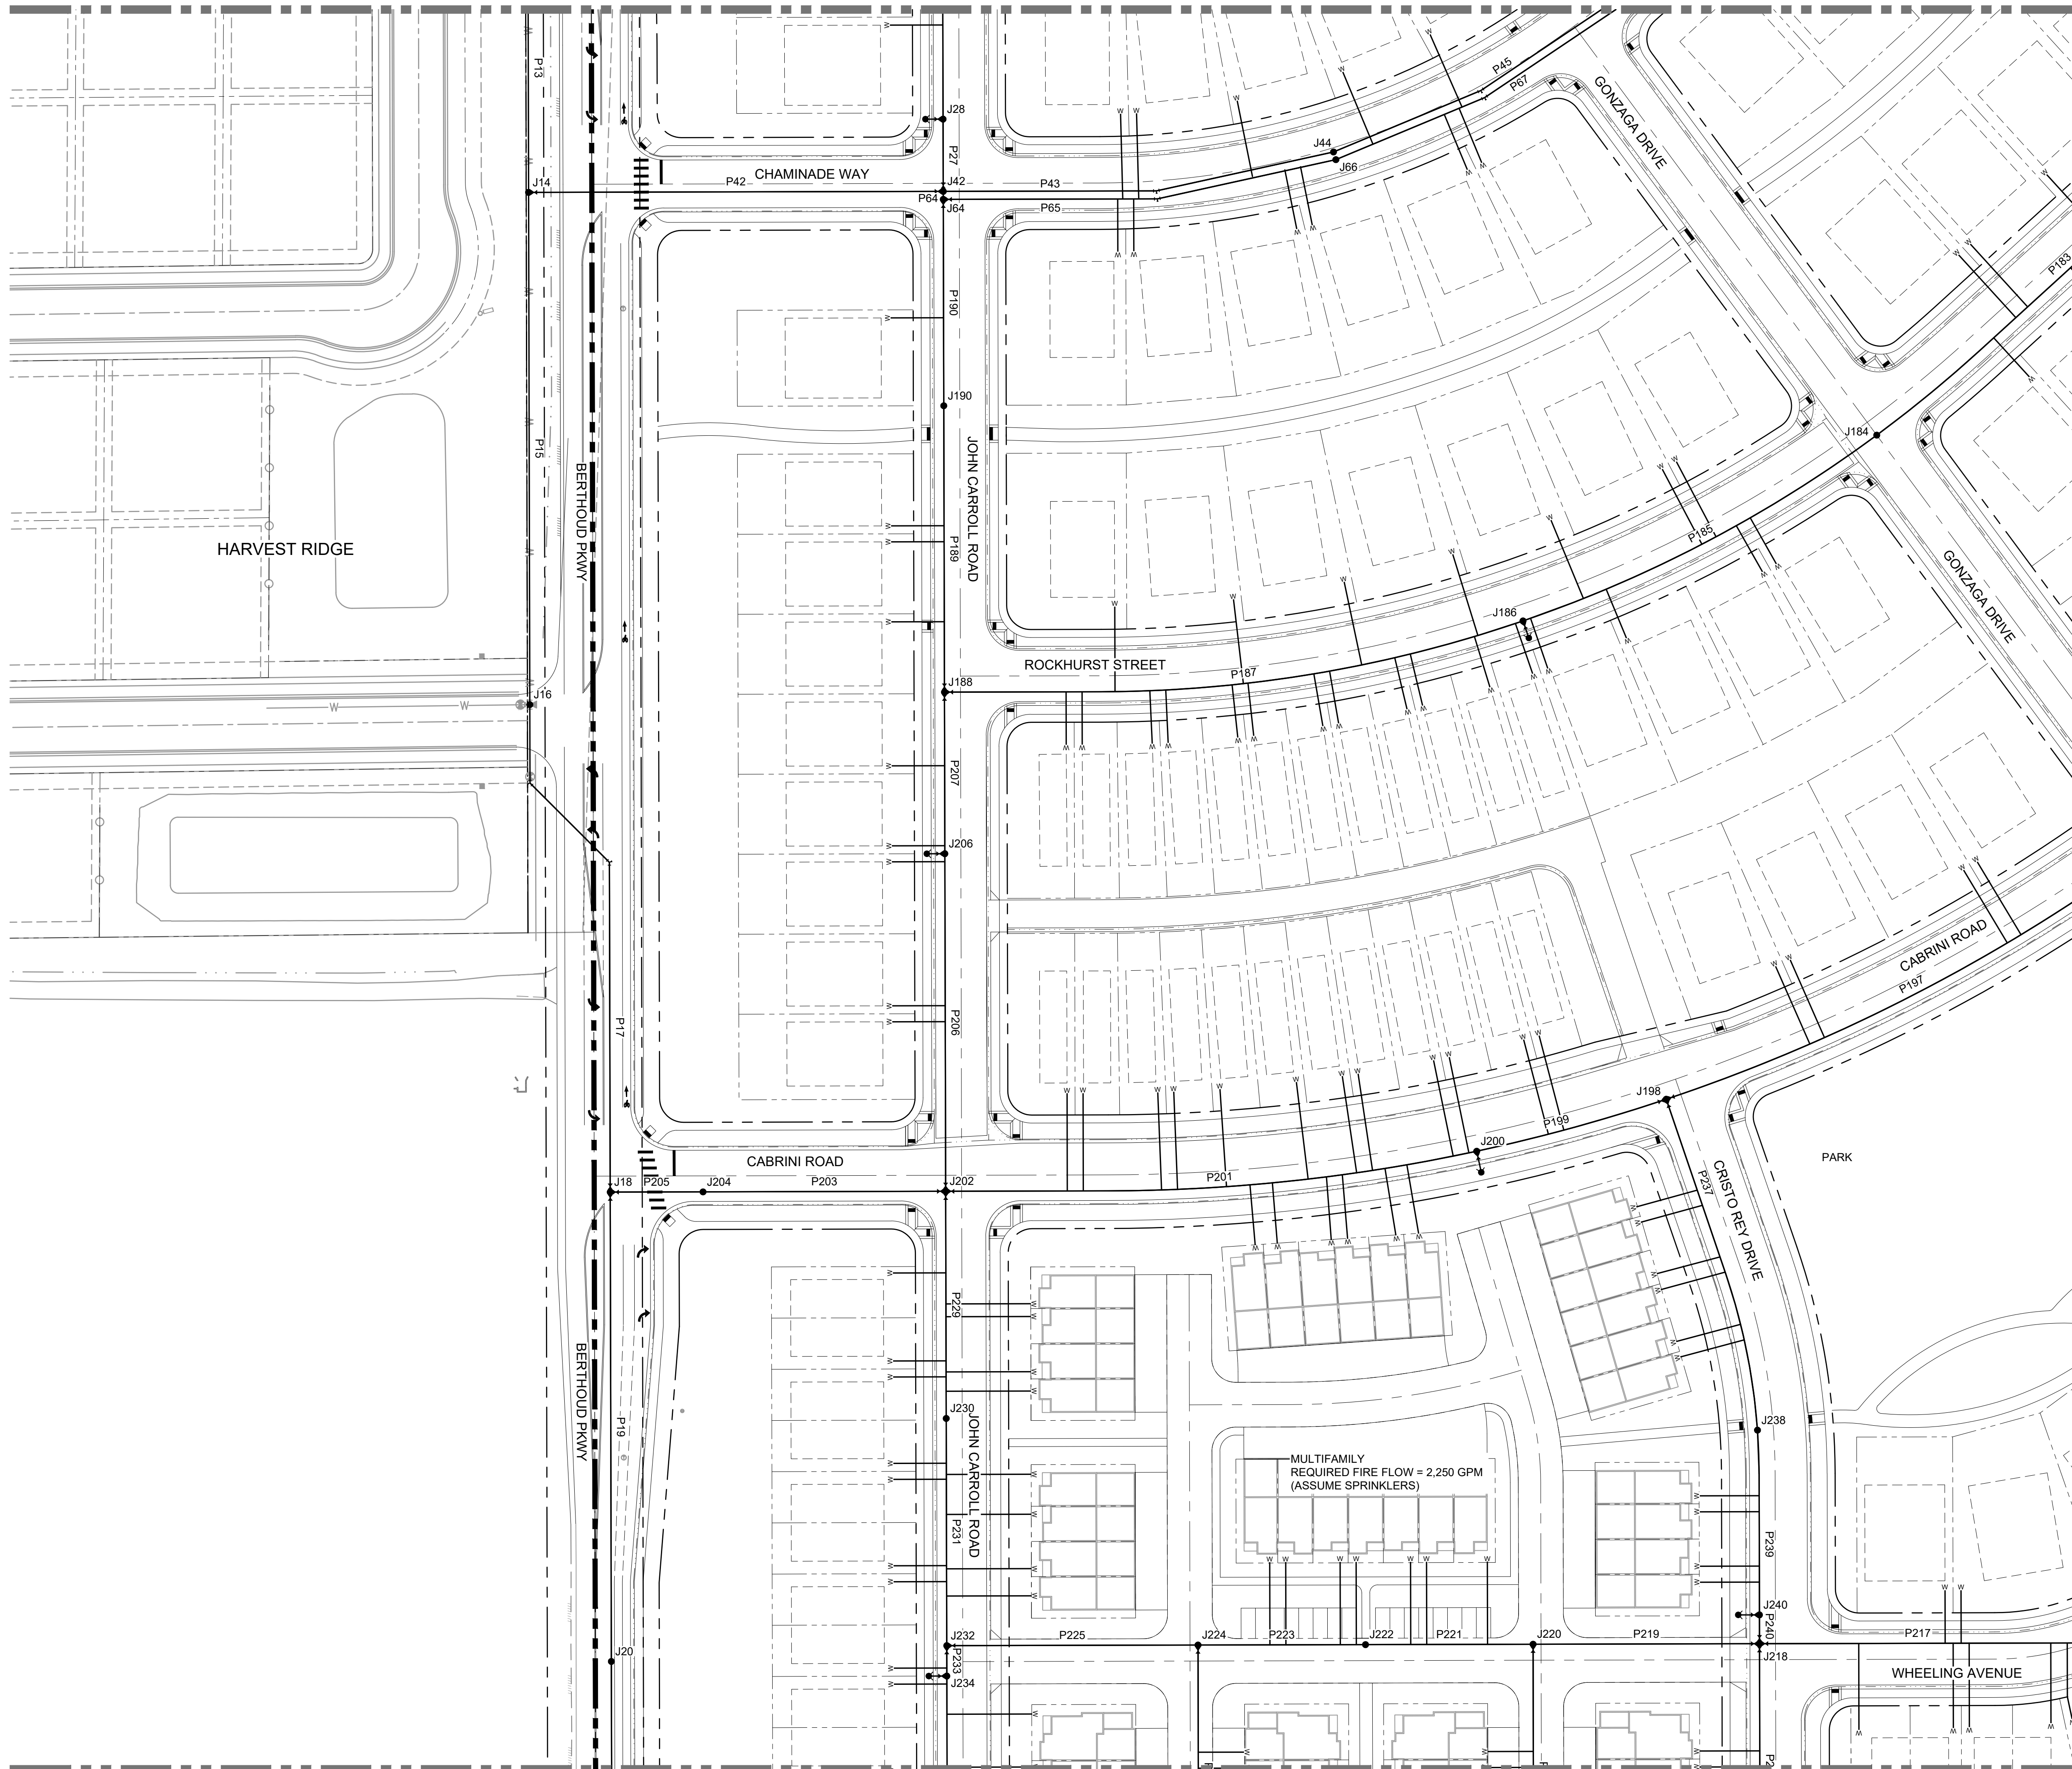 P13
P45
P67
GONZAGA DRIVE
J28
P27
J44
J66
J14
P42
CHAMINADE WAY
J42
P43
P64
J64
P65
P183
P190
J190
J184
P15
BERTHOUD PKWY
JOHN CARROLL ROAD
P189
HARVEST RIDGE
P185
GONZAGA DRIVE
J186
ROCKHURST STREET
P187
J188
J16
W
W
P207
J206
CABRINI ROAD
P197
P17
P206
J198
P199
J200
CABRINI ROAD
PARK
J18
P205
J204
P203
J202
P201
P237
CRISTO REY DRIVE
P229
BERTHOUD PKWY
P19
J230
JOHN CARROLL ROAD
J238
MULTIFAMILY
REQUIRED FIRE FLOW = 2,250 GPM
(ASSUME SPRINKLERS)
P231
P239
J240
P240
J232
P225
J224
P223
J222
P221
J220
P219
P217
J218
J20
P233
J234
WHEELING AVENUE